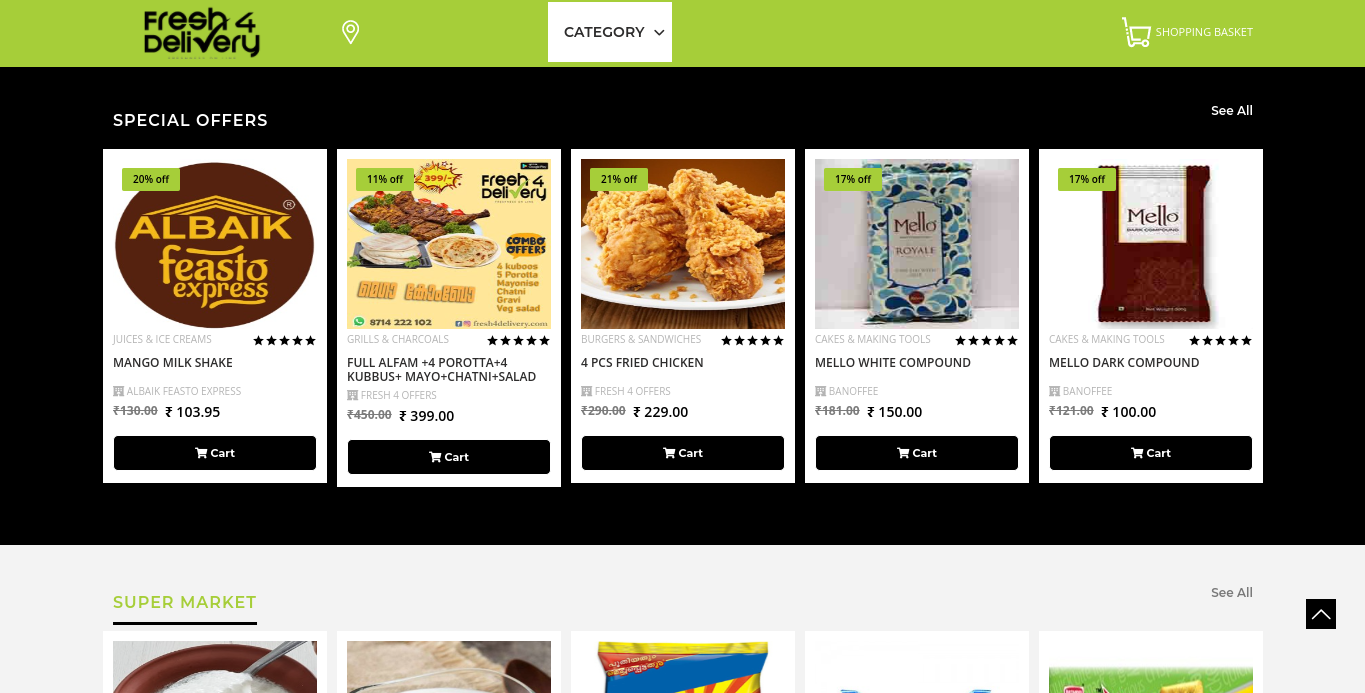 Fresh 4
Delivery
CATEGORY
SHOPPING BASKET
SPECIAL OFFERS
See All
20% off
ALBAIK
®
feasto
express
JUICES & ICE CREAMS
MANGO MILK SHAKE
ALBAIK FEASTO EXPRESS
₹130.00 ₹ 103.95
Cart
11% off
399/-
Fresh 4
Delivery
COMBO
OFFERS
4 kuboos
5 Porotta
Mayonise
Chatni
Gravi
Veg salad
8714 222 102
fresh4delivery.com
GRILLS & CHARCOALS
FULL ALFAM +4 POROTTA+4
KUBBUS+ MAYO+CHATNI+SALAD
FRESH 4 OFFERS
₹450.00 ₹ 399.00
Cart
21% off
BURGERS & SANDWICHES
4 PCS FRIED CHICKEN
FRESH 4 OFFERS
₹290.00 ₹ 229.00
Cart
17% off
Mello
ROYALE
CAKES & MAKING TOOLS
MELLO WHITE COMPOUND
BANOFFEE
₹181.00 ₹ 150.00
Cart
17% off
Mello
DARK COMPOUND
CAKES & MAKING TOOLS
MELLO DARK COMPOUND
BANOFFEE
₹121.00 ₹ 100.00
Cart
SUPER MARKET
See All